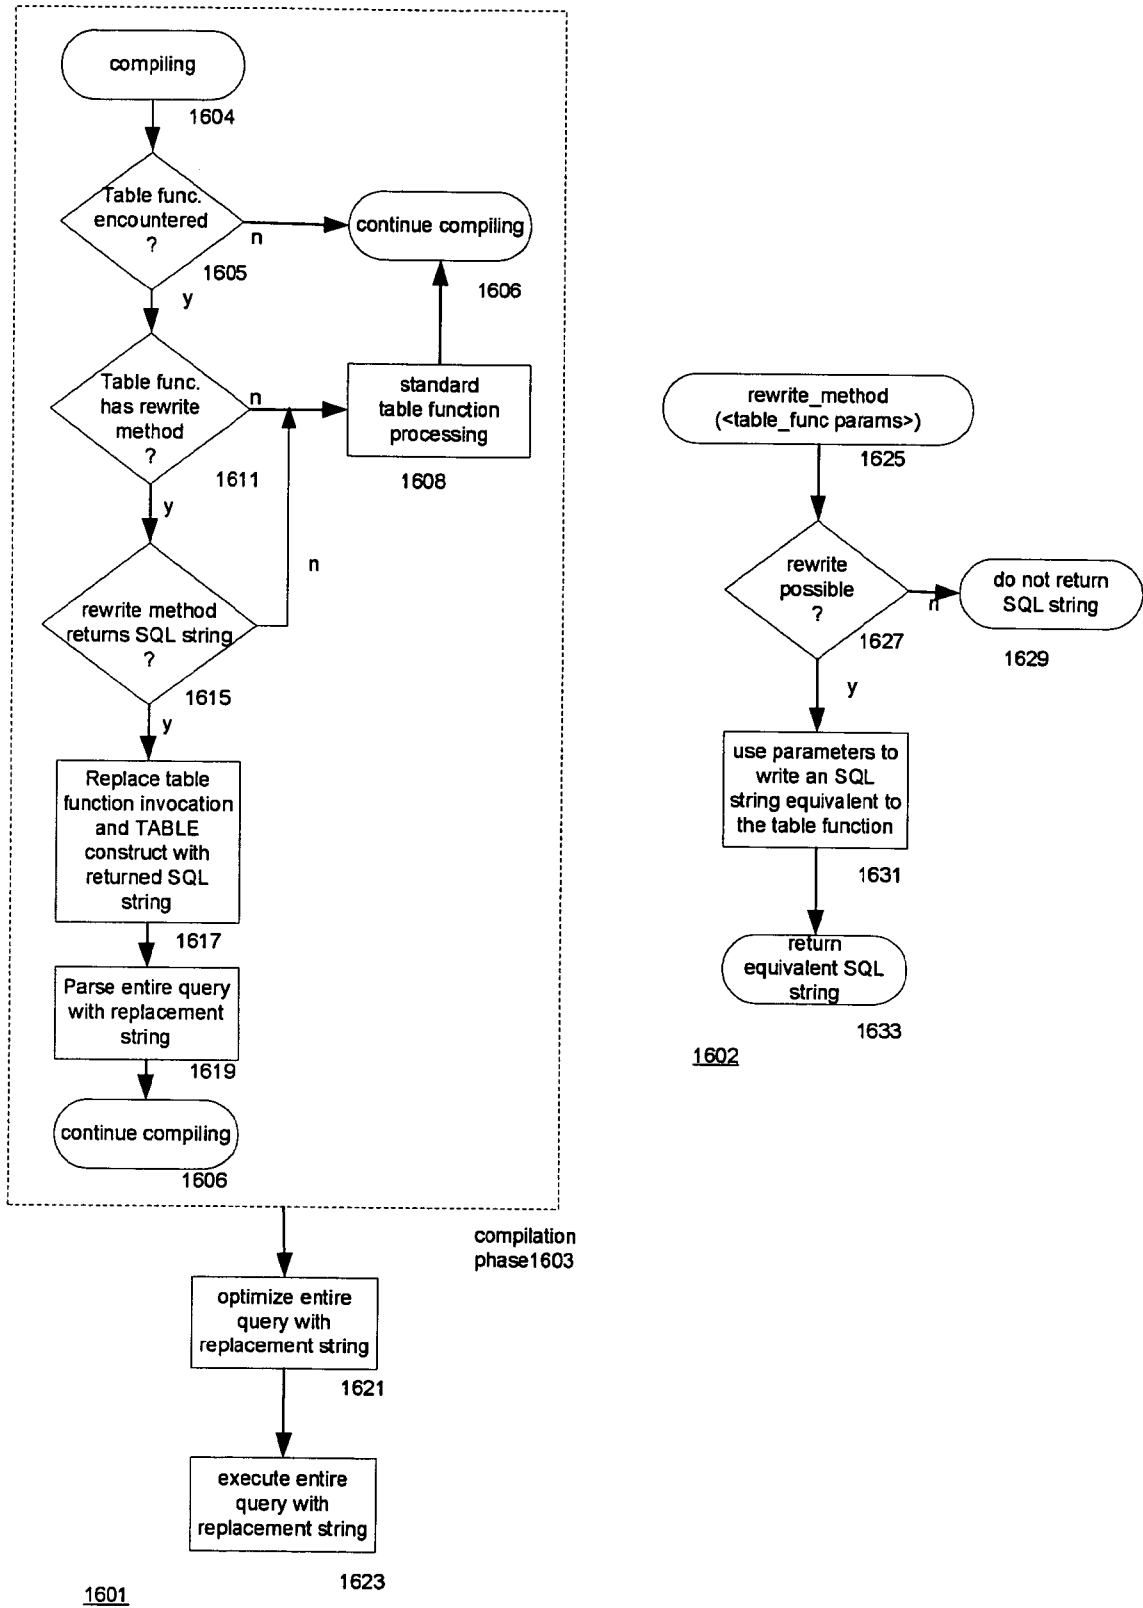 compiling
1604
Table func.
encountered
?
n
1605
y
continue compiling
1606
Table func.
has rewrite
method
?
n
1611
y
standard
table function
processing
1608
rewrite method
returns SQL string
?
n
1615
y
Replace table
function invocation
and TABLE
construct with
returned SQL
string
1617
Parse entire query
with replacement
string
1619
continue compiling
1606
compilation
phase1603
optimize entire
query with
replacement string
1621
execute entire
query with
replacement string
1623
1601
rewrite_method
(<table_func params>)
1625
rewrite
possible
?
n
1627
y
do not return
SQL string
1629
use parameters to
write an SQL
string equivalent to
the table function
1631
return
equivalent SQL
string
1633
1602